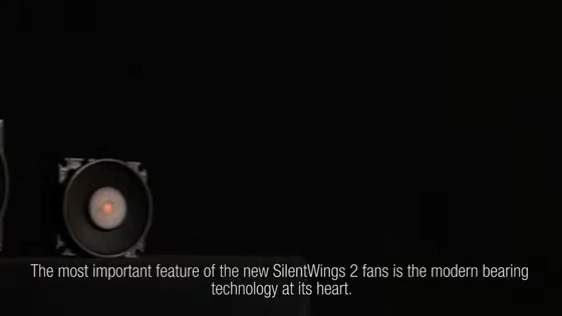 The most important feature of the new SilentWings 2 fans is the modern bearing
technology at its heart.